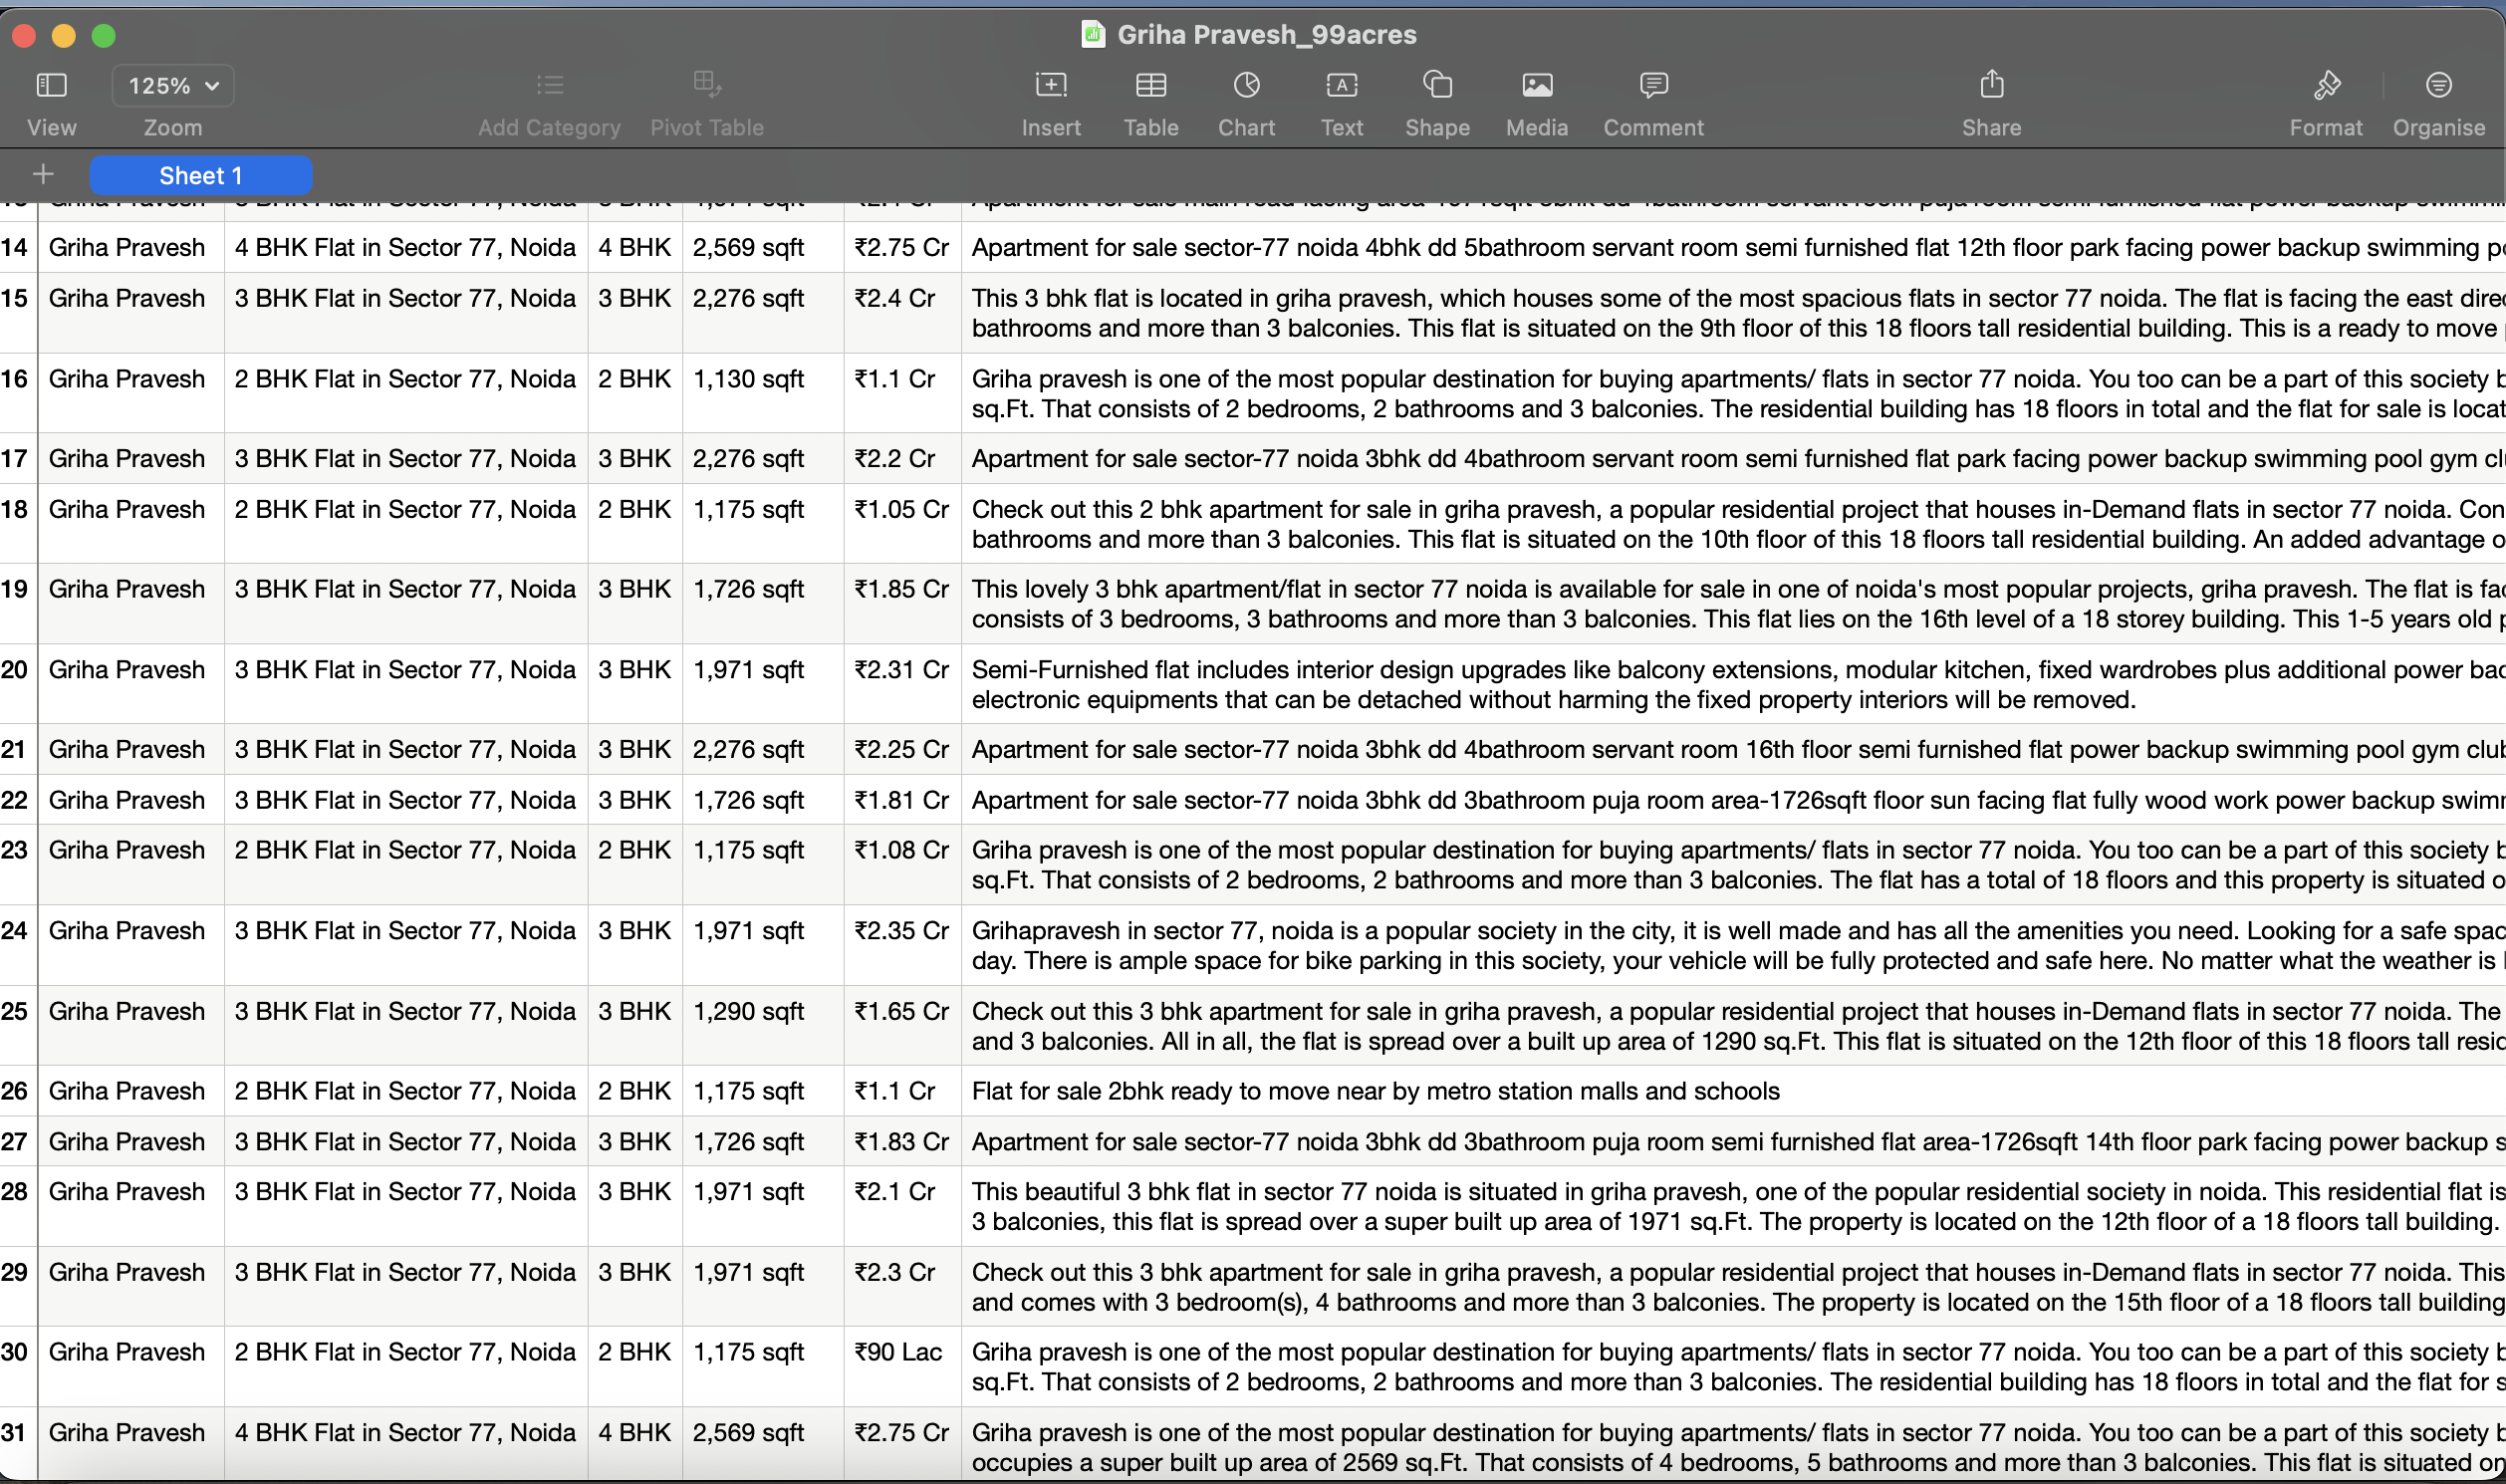 Griha Pravesh_99acres
View
125%
Zoom
Add Category
Pivot Table
Insert
Table
Chart
Text
Shape
Media
Comment
Share
Format
Organise
Sheet 1
14 Griha Pravesh 4 BHK Flat in Sector 77, Noida 4 BHK 2,569 sqft ₹2.75 Cr Apartment for sale sector-77 noida 4bhk dd 5bathroom servant room semi furnished flat 12th floor park facing power backup swimming
15 Griha Pravesh 3 BHK Flat in Sector 77, Noida 3 BHK 2,276 sqft ₹2.4 Cr This 3 bhk flat is located in griha pravesh, which houses some of the most spacious flats in sector 77 noida. The flat is facing the east
bathrooms and more than 3 balconies. This flat is situated on the 9th floor of this 18 floors tall residential building. This is a ready to move
16 Griha Pravesh 2 BHK Flat in Sector 77, Noida 2 BHK 1,130 sqft ₹1.1 Cr Griha pravesh is one of the most popular destination for buying apartments/ flats in sector 77 noida. You too can be a part of this society
sq.Ft. That consists of 2 bedrooms, 2 bathrooms and 3 balconies. The residential building has 18 floors in total and the flat for sale is
17 Griha Pravesh 3 BHK Flat in Sector 77, Noida 3 BHK 2,276 sqft ₹2.2 Cr Apartment for sale sector-77 noida 3bhk dd 4bathroom servant room semi furnished flat park facing power backup swimming pool gym
18 Griha Pravesh 2 BHK Flat in Sector 77, Noida 2 BHK 1,175 sqft ₹1.05 Cr Check out this 2 bhk apartment for sale in griha pravesh, a popular residential project that houses in-Demand flats in sector 77 noida.
bathrooms and more than 3 balconies. This flat is situated on the 10th floor of this 18 floors tall residential building. An added advantage
19 Griha Pravesh 3 BHK Flat in Sector 77, Noida 3 BHK 1,726 sqft ₹1.85 Cr This lovely 3 bhk apartment/flat in sector 77 noida is available for sale in one of noida's most popular projects, griha pravesh. The flat is
consists of 3 bedrooms, 3 bathrooms and more than 3 balconies. This flat lies on the 16th level of a 18 storey building. This 1-5 years old
20 Griha Pravesh 3 BHK Flat in Sector 77, Noida 3 BHK 1,971 sqft ₹2.31 Cr Semi-Furnished flat includes interior design upgrades like balcony extensions, modular kitchen, fixed wardrobes plus additional power
electronic equipments that can be detached without harming the fixed property interiors will be removed.
21 Griha Pravesh 3 BHK Flat in Sector 77, Noida 3 BHK 2,276 sqft ₹2.25 Cr Apartment for sale sector-77 noida 3bhk dd 4bathroom servant room 16th floor semi furnished flat power backup swimming pool gym
22 Griha Pravesh 3 BHK Flat in Sector 77, Noida 3 BHK 1,726 sqft ₹1.81 Cr Apartment for sale sector-77 noida 3bhk dd 3bathroom puja room area-1726sqft floor sun facing flat fully wood work power backup
23 Griha Pravesh 2 BHK Flat in Sector 77, Noida 2 BHK 1,175 sqft ₹1.08 Cr Griha pravesh is one of the most popular destination for buying apartments/ flats in sector 77 noida. You too can be a part of this society
sq.Ft. That consists of 2 bedrooms, 2 bathrooms and more than 3 balconies. The flat has a total of 18 floors and this property is situated
24 Griha Pravesh 3 BHK Flat in Sector 77, Noida 3 BHK 1,971 sqft ₹2.35 Cr Grihapravesh in sector 77, noida is a popular society in the city, it is well made and has all the amenities you need. Looking for a safe
day. There is ample space for bike parking in this society, your vehicle will be fully protected and safe here. No matter what the weather is
25 Griha Pravesh 3 BHK Flat in Sector 77, Noida 3 BHK 1,290 sqft ₹1.65 Cr Check out this 3 bhk apartment for sale in griha pravesh, a popular residential project that houses in-Demand flats in sector 77 noida. The
and 3 balconies. All in all, the flat is spread over a built up area of 1290 sq.Ft. This flat is situated on the 12th floor of this 18 floors tall
26 Griha Pravesh 2 BHK Flat in Sector 77, Noida 2 BHK 1,175 sqft ₹1.1 Cr Flat for sale 2bhk ready to move near by metro station malls and schools
27 Griha Pravesh 3 BHK Flat in Sector 77, Noida 3 BHK 1,726 sqft ₹1.83 Cr Apartment for sale sector-77 noida 3bhk dd 3bathroom puja room semi furnished flat area-1726sqft 14th floor park facing power backup
28 Griha Pravesh 3 BHK Flat in Sector 77, Noida 3 BHK 1,971 sqft ₹2.1 Cr This beautiful 3 bhk flat in sector 77 noida is situated in griha pravesh, one of the popular residential society in noida. This residential flat is
3 balconies, this flat is spread over a super built up area of 1971 sq.Ft. The property is located on the 12th floor of a 18 floors tall building.
29 Griha Pravesh 3 BHK Flat in Sector 77, Noida 3 BHK 1,971 sqft ₹2.3 Cr Check out this 3 bhk apartment for sale in griha pravesh, a popular residential project that houses in-Demand flats in sector 77 noida. This
and comes with 3 bedroom(s), 4 bathrooms and more than 3 balconies. The property is located on the 15th floor of a 18 floors tall building
30 Griha Pravesh 2 BHK Flat in Sector 77, Noida 2 BHK 1,175 sqft ₹90 Lac Griha pravesh is one of the most popular destination for buying apartments/ flats in sector 77 noida. You too can be a part of this society
sq.Ft. That consists of 2 bedrooms, 2 bathrooms and more than 3 balconies. The residential building has 18 floors in total and the flat for
31 Griha Pravesh 4 BHK Flat in Sector 77, Noida 4 BHK 2,569 sqft ₹2.75 Cr Griha pravesh is one of the most popular destination for buying apartments/ flats in sector 77 noida. You too can be a part of this society
occupies a super built up area of 2569 sq.Ft. That consists of 4 bedrooms, 5 bathrooms and more than 3 balconies. This flat is situated on